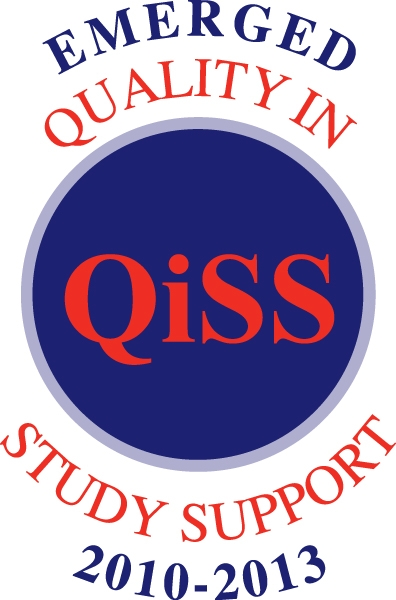 EMERGED
QUALITY IN
QiSS
STUDY SUPPORT
2010-2013